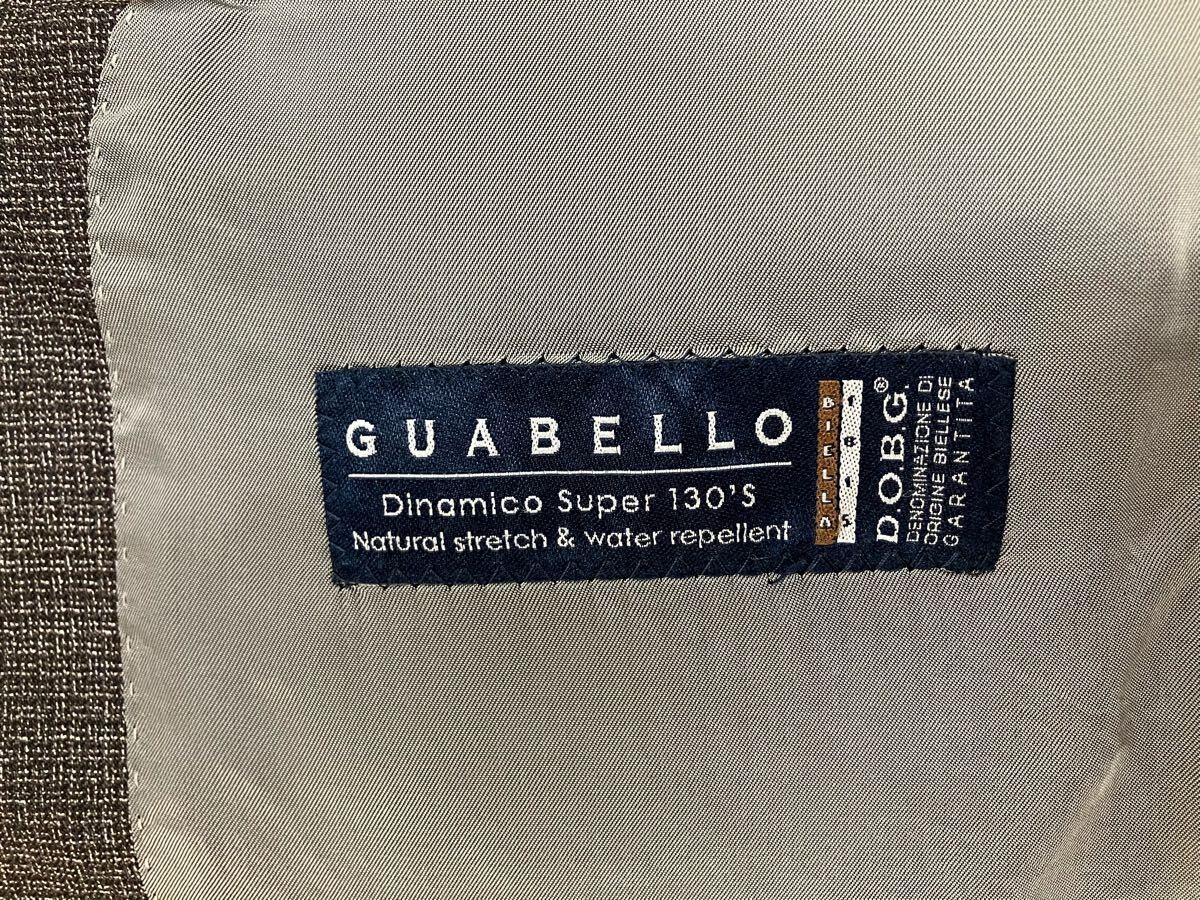 GUABELLO
Dinamico Super 130'S
Natural stretch & water repellent
BIELLA
1815
D.O.B.G.®
DENOMINAZIONE DI
ORIGINE BIELLESE
GARANTITA